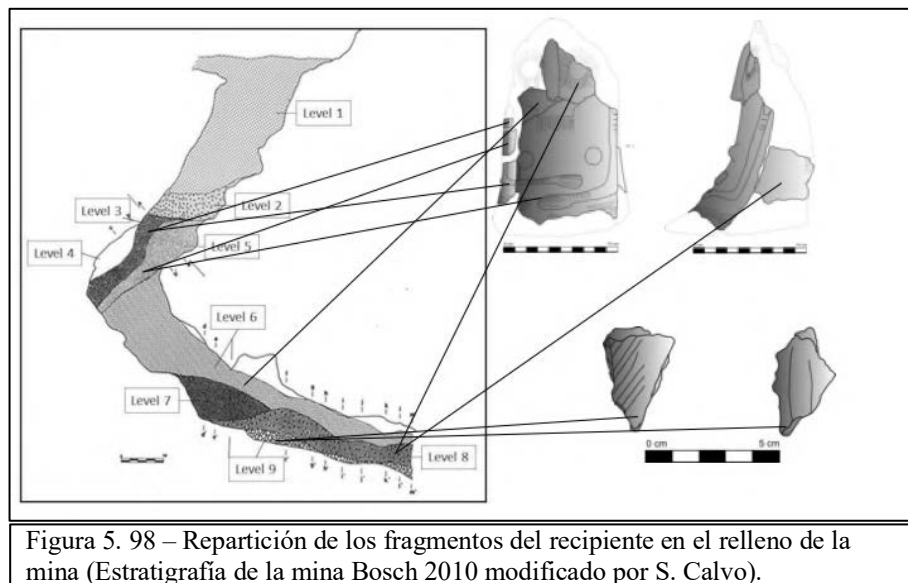 Level 1
Level 3
Level 2
Level 4
Level 5
Level 6
Level 7
Level 9
Level 8
0 cm 5 cm
Figura 5. 98 – Repartición de los fragmentos del recipiente en el relleno de la
mina (Estratigrafía de la mina Bosch 2010 modificado por S. Calvo).